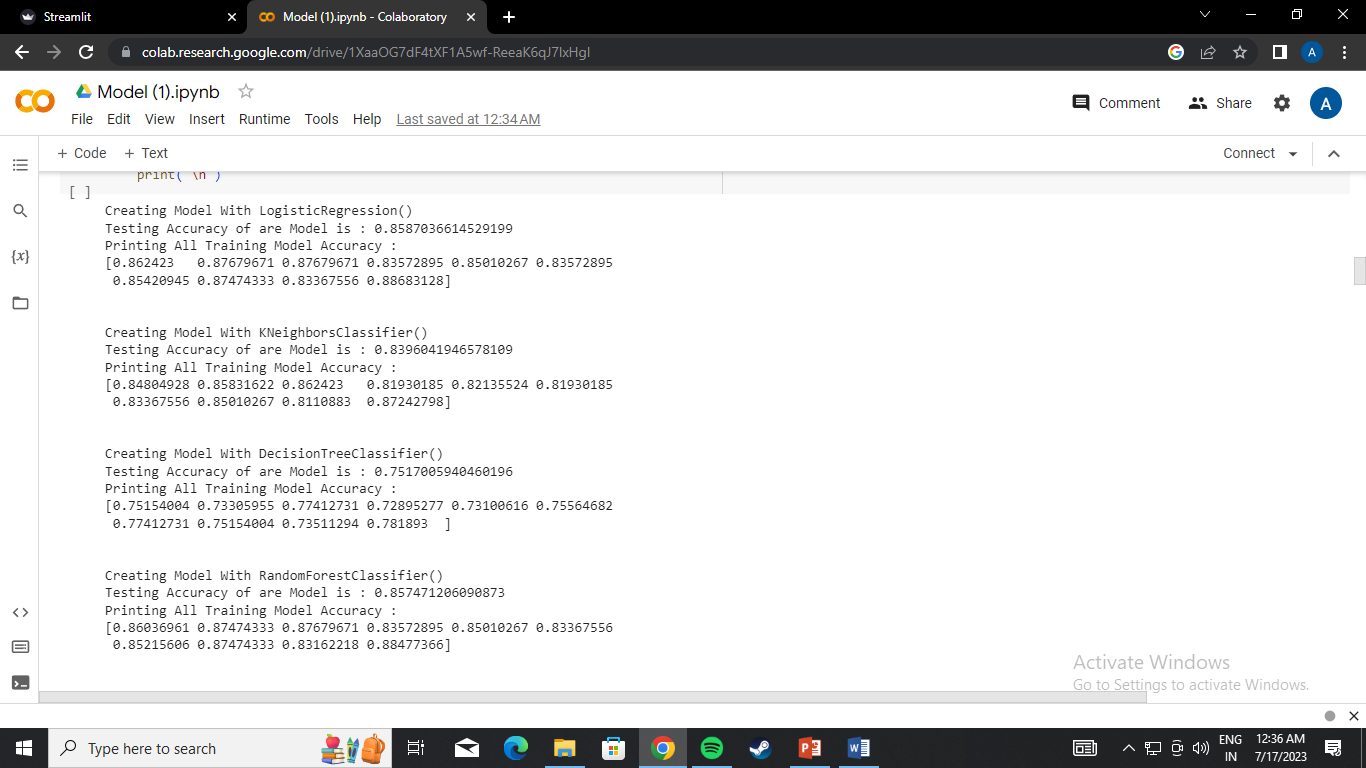 Streamlit
Model (1).ipynb - Colaboratory
colab.research.google.com/drive/1XaaOG7dF4tXF1A5wf-ReeaK6qJ7lxHgl
A
Model (1).ipynb
File Edit View Insert Runtime Tools Help Last saved at 12:34 AM
Comment Share A
+ Code + Text
Connect
print( \n )
[ ]
Creating Model With LogisticRegression()
Testing Accuracy of are Model is : 0.8587036614529199
Printing All Training Model Accuracy :
[0.862423   0.87679671 0.87679671 0.83572895 0.85010267 0.83572895
0.85420945 0.87474333 0.83367556 0.88683128]
Creating Model With KNeighborsClassifier()
Testing Accuracy of are Model is : 0.8396041946578109
Printing All Training Model Accuracy :
[0.84804928 0.85831622 0.862423   0.81930185 0.82135524 0.81930185
0.83367556 0.85010267 0.8110883  0.87242798]
Creating Model With DecisionTreeClassifier()
Testing Accuracy of are Model is : 0.7517005940460196
Printing All Training Model Accuracy :
[0.75154004 0.73305955 0.77412731 0.72895277 0.73100616 0.75564682
0.77412731 0.75154004 0.73511294 0.781893  ]
Creating Model With RandomForestClassifier()
Testing Accuracy of are Model is : 0.857471206090873
Printing All Training Model Accuracy :
[0.86036961 0.87474333 0.87679671 0.83572895 0.85010267 0.83367556
0.85215606 0.87474333 0.83162218 0.88477366]
Activate Windows
Go to Settings to activate Windows.
Type here to search
ENG
IN
12:36 AM
7/17/2023